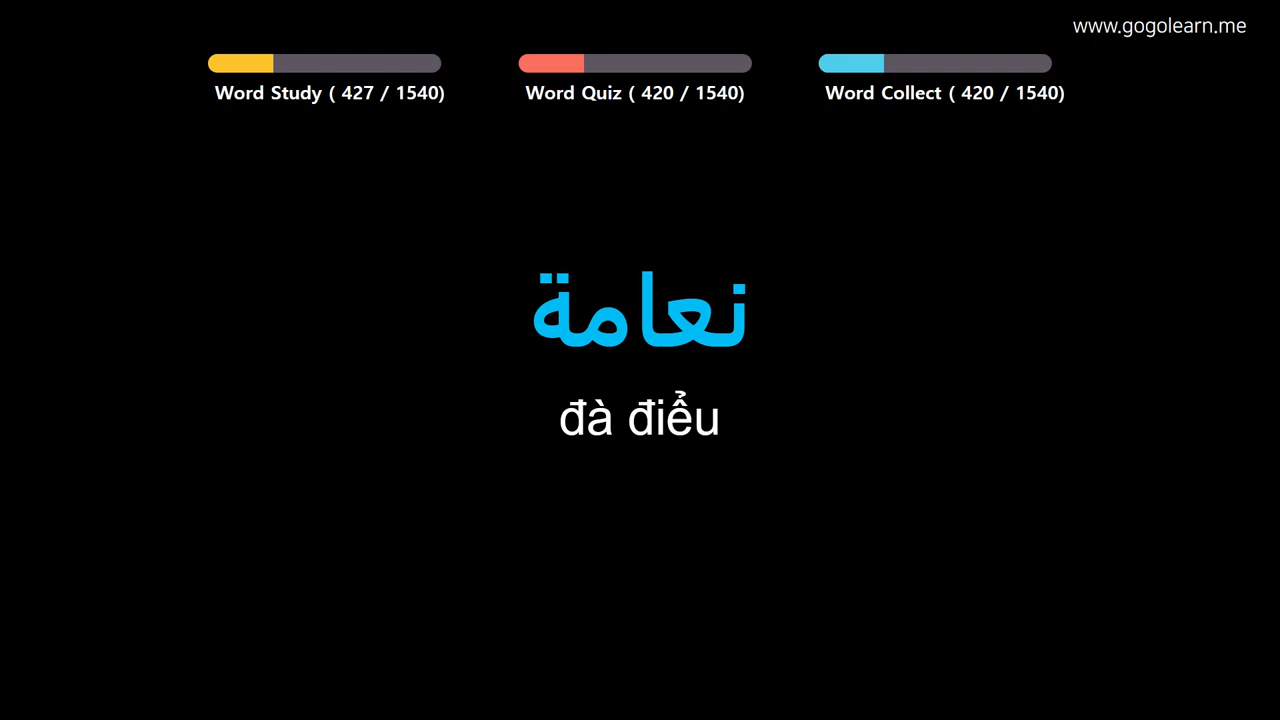 www.gogolearn.me
Word Study ( 427 / 1540)
Word Quiz ( 420 / 1540)
Word Collect ( 420 / 1540)
نعامة
đà điểu